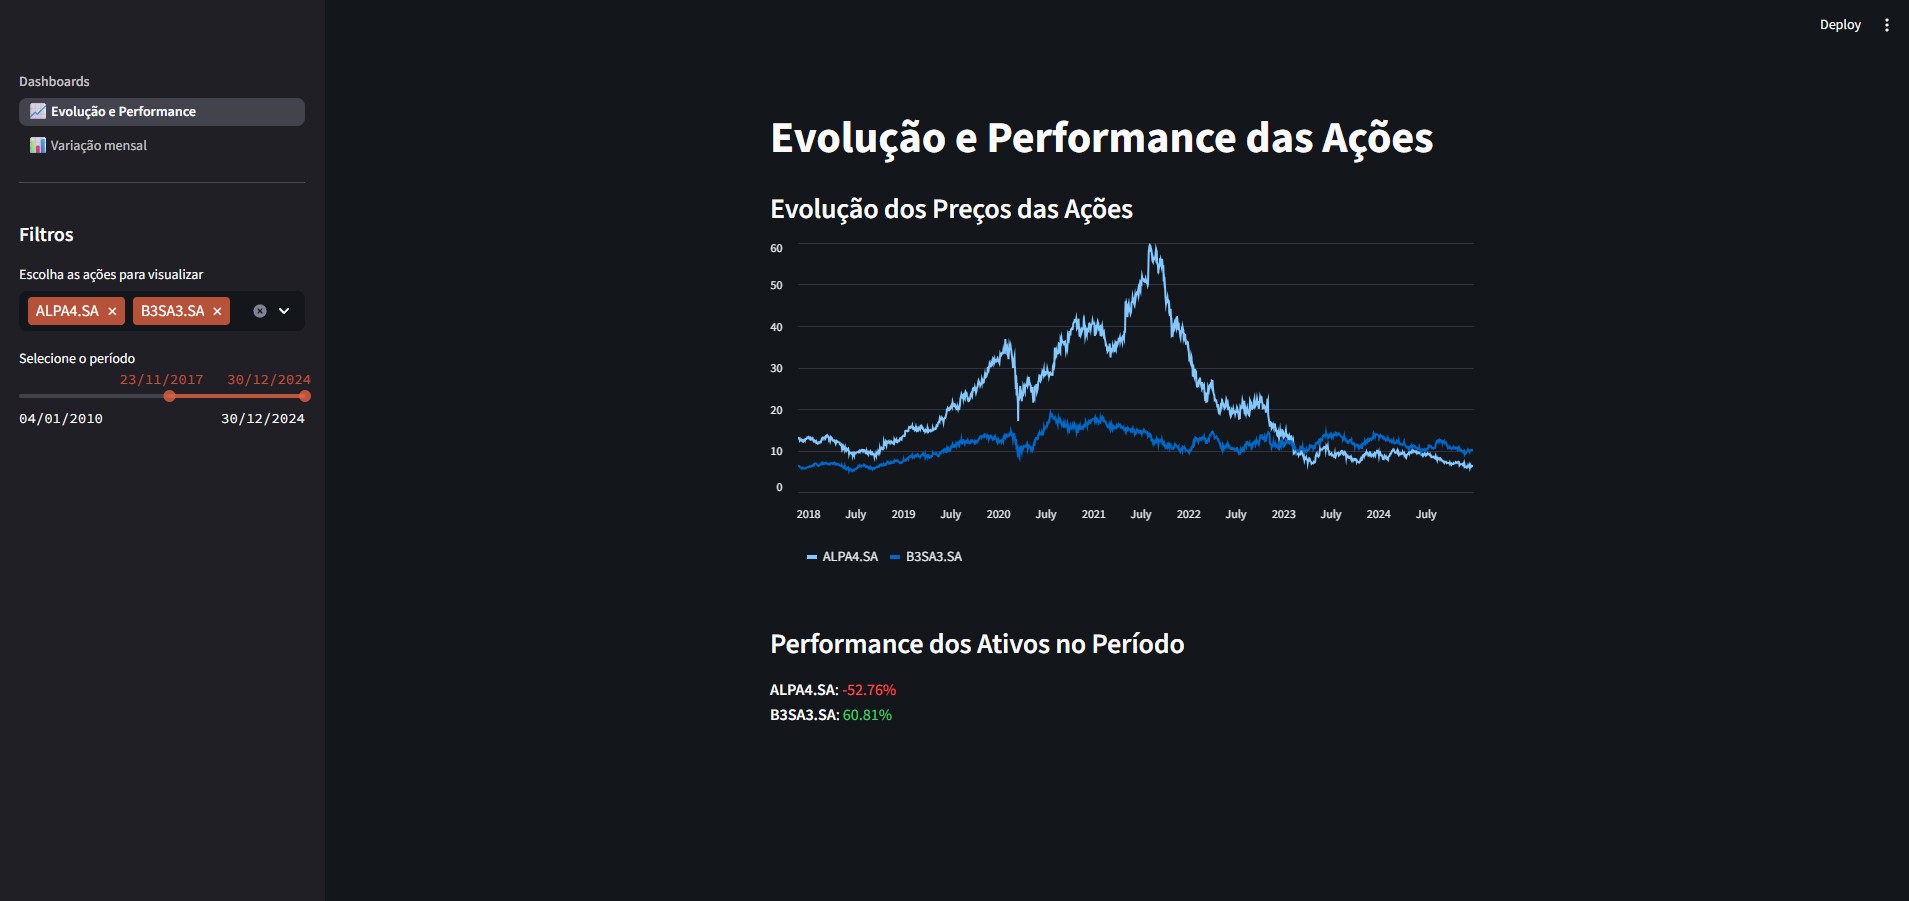 Deploy
Dashboards
Evolução e Performance
Variação mensal
Filtros
Escolha as ações para visualizar
ALPA4.SA × B3SA3.SA ×
Selecione o período
23/11/2017 30/12/2024
04/01/2010 30/12/2024
Evolução e Performance das Ações
Evolução dos Preços das Ações
60
50
40
30
20
10
0
2018 July 2019 July 2020 July 2021 July 2022 July 2023 July 2024 July
ALPA4.SA B3SA3.SA
Performance dos Ativos no Período
ALPA4.SA: -52.76%
B3SA3.SA: 60.81%